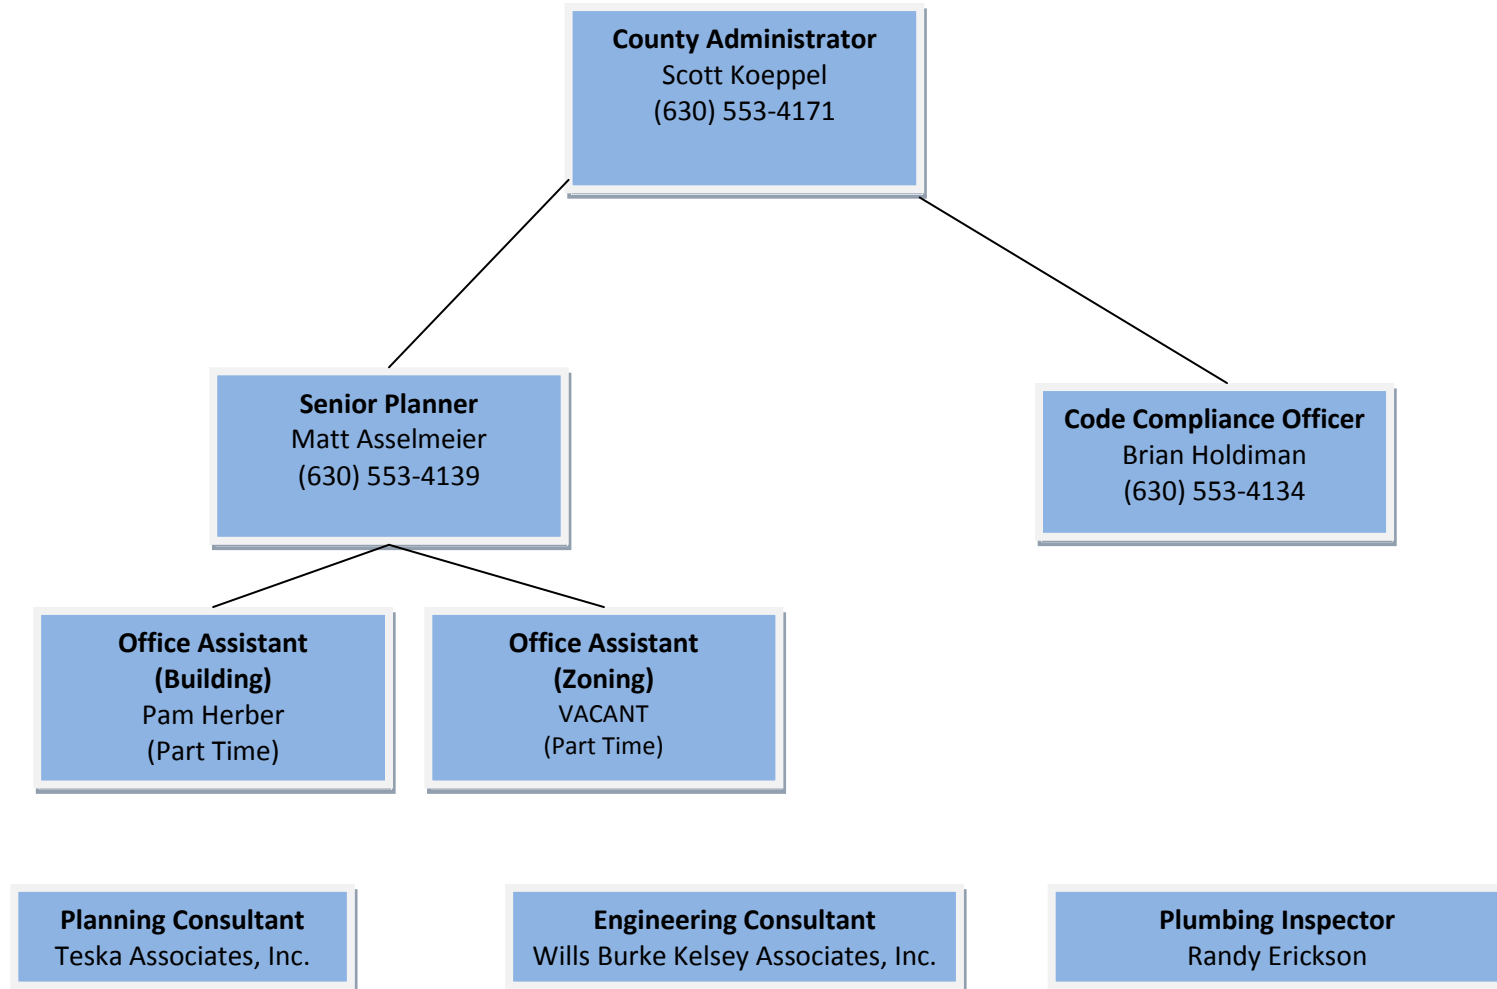 County Administrator
Scott Koeppel
(630) 553-4171
Senior Planner
Matt Asselmeier
(630) 553-4139
Code Compliance Officer
Brian Holdiman
(630) 553-4134
Office Assistant
(Building)
Pam Herber
(Part Time)
Office Assistant
(Zoning)
VACANT
(Part Time)
Planning Consultant
Teska Associates, Inc.
Engineering Consultant
Wills Burke Kelsey Associates, Inc.
Plumbing Inspector
Randy Erickson